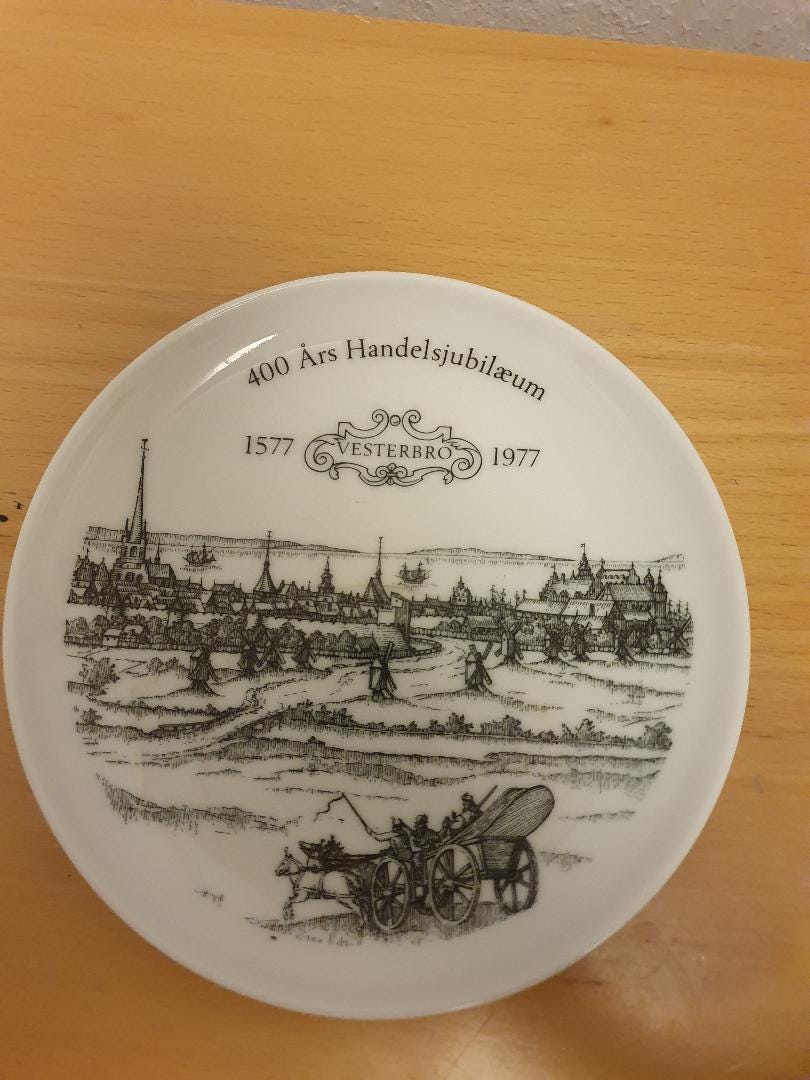 400 Års Handelsjubilæum
1577 VESTERBRO 1977